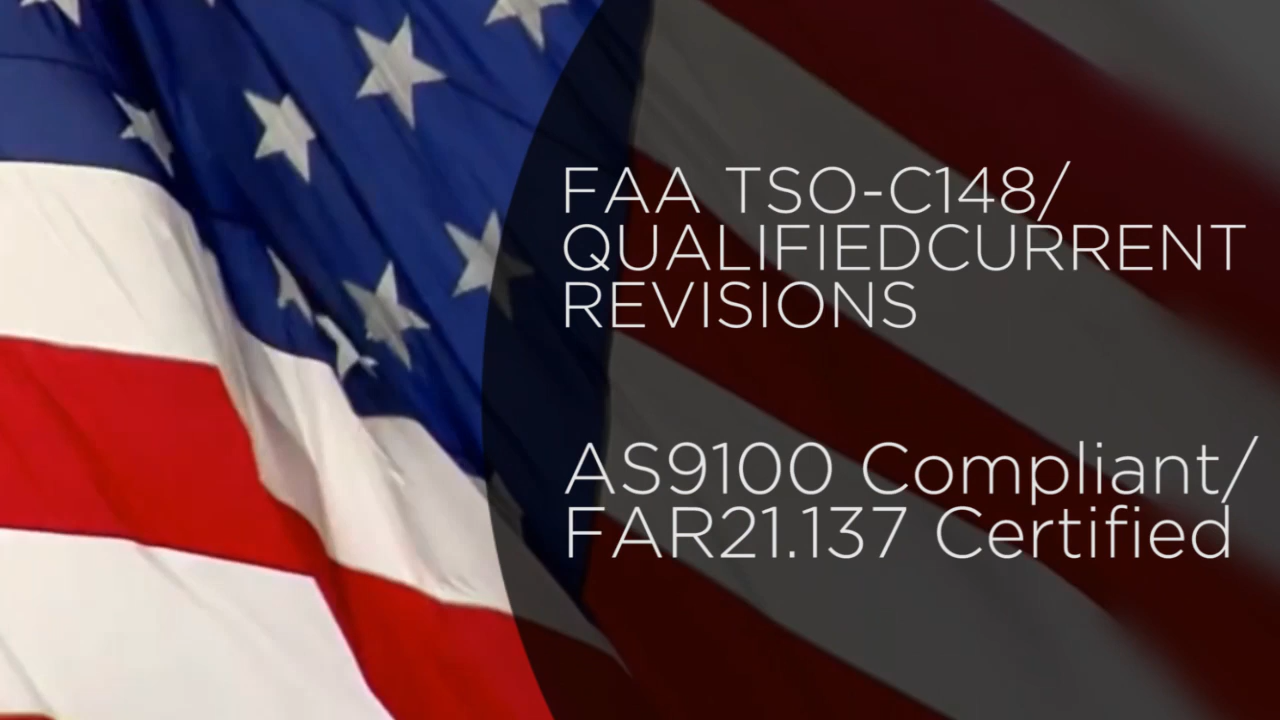 FAA TSO-C148/
QUALIFIEDCURRENT
REVISIONS
AS9100 Compliant/
FAR21.137 Certified